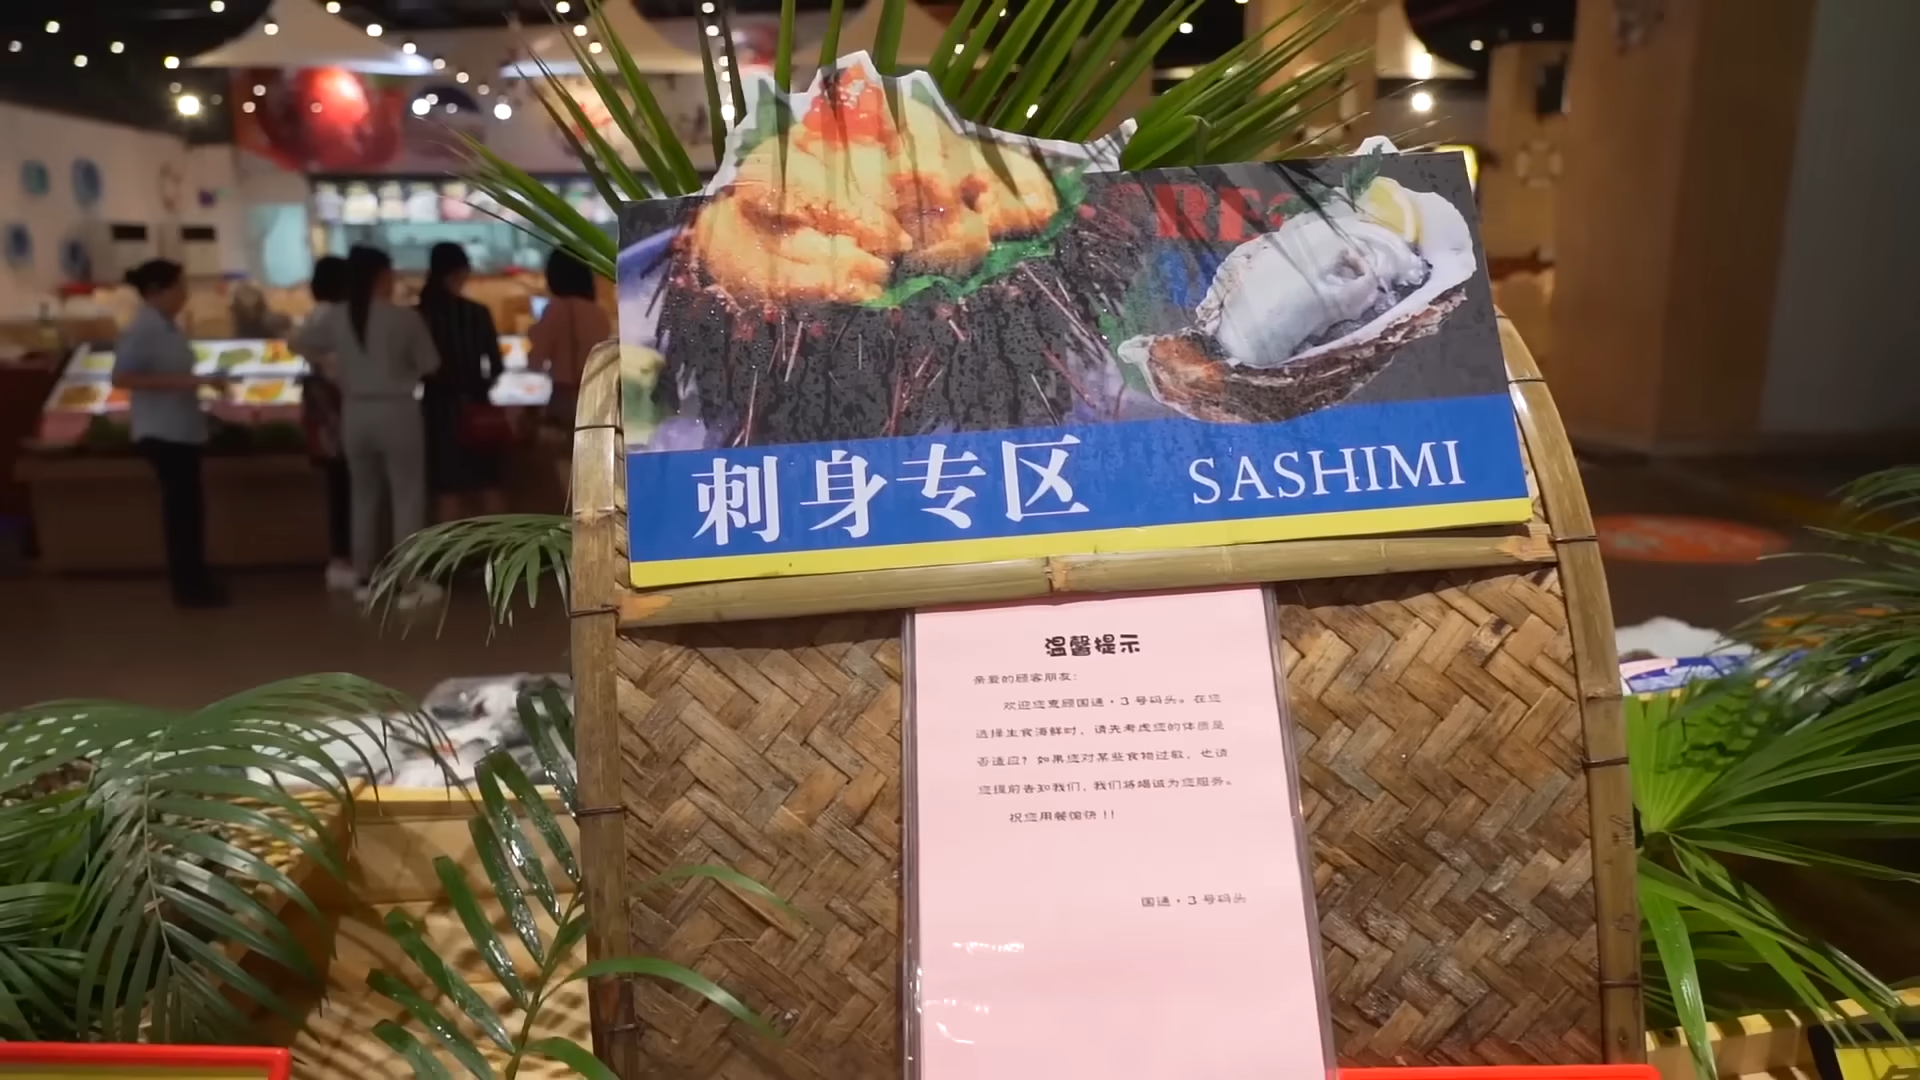 刺身专区 SASHIMI
温馨提示
亲爱的顾客朋友：
欢迎您惠顾国通·3号码头。在您
选择生食海鲜时，请先考虑您的体质是
否适应？如果您对某些食物过敏，也请
您提前告知我们，我们将竭诚为您服务。
祝您用餐愉快！！
国通·3号码头